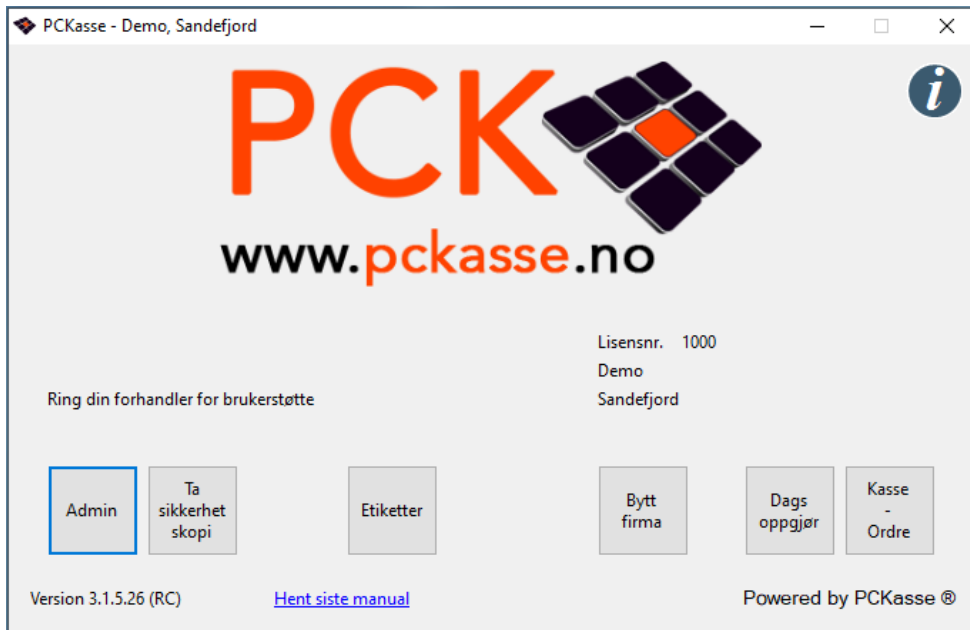 PCKasse - Demo, Sandefjord
PCK
i
www.pckasse.no
Lisensnr. 1000
Demo
Ring din forhandler for brukerstøtte
Sandefjord
Admin
Ta
sikkerhet
skopi
Etiketter
Bytt
firma
Dags
oppgjør
Kasse
-
Ordre
Version 3.1.5.26 (RC)
Hent siste manual
Powered by PCKasse ®